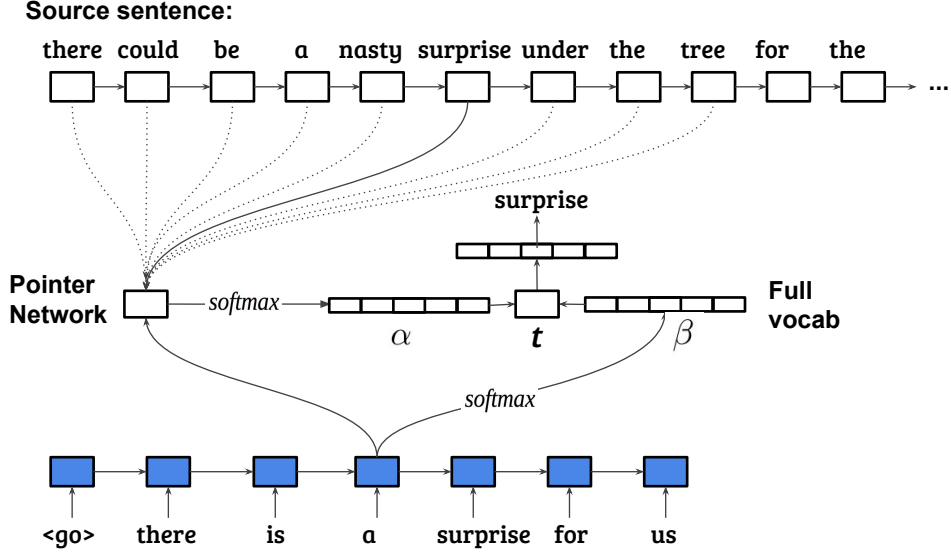 Source sentence:
there could be a nasty surprise under the tree for the
...
surprise
Pointer
Network
softmax
α
t
β
Full
vocab
softmax
<go> there is a surprise for us